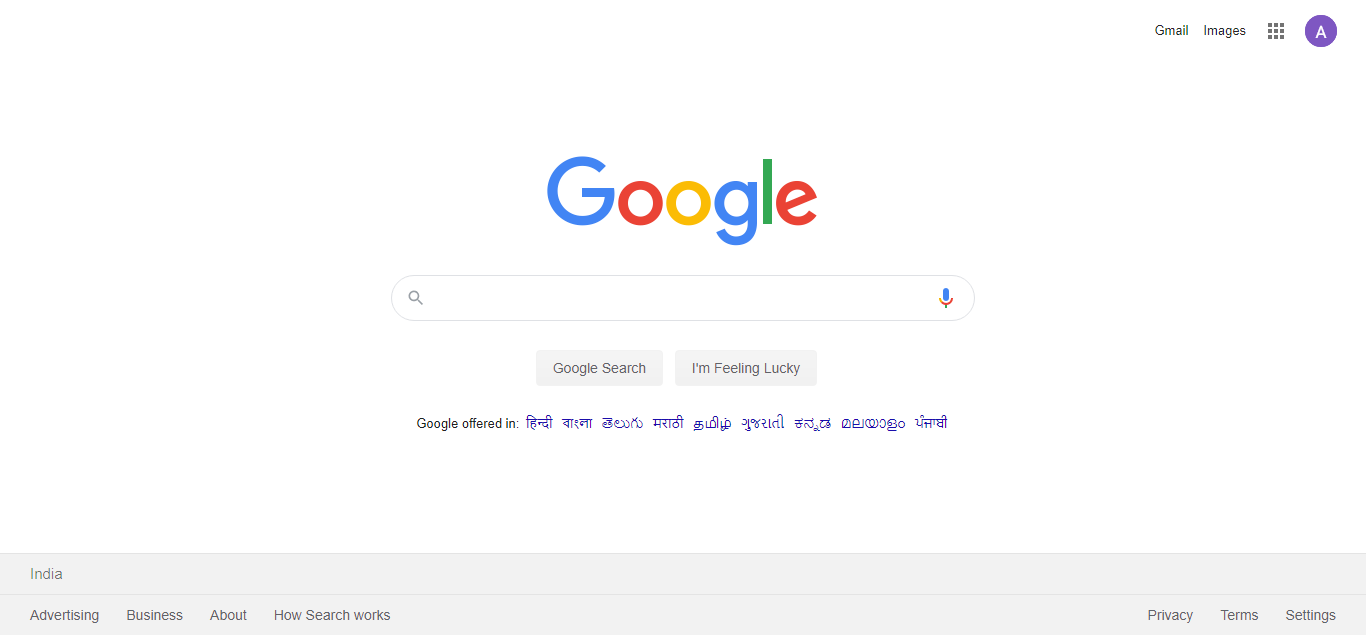 Gmail Images A
Google
Google Search I'm Feeling Lucky
Google offered in: हिन्दी বাংলা తెలుగు मराठी தமிழ் ગુજરાતી ಕನ್ನಡ മലയാളം ਪੰਜਾਬੀ
India
Advertising Business About How Search works Privacy Terms Settings